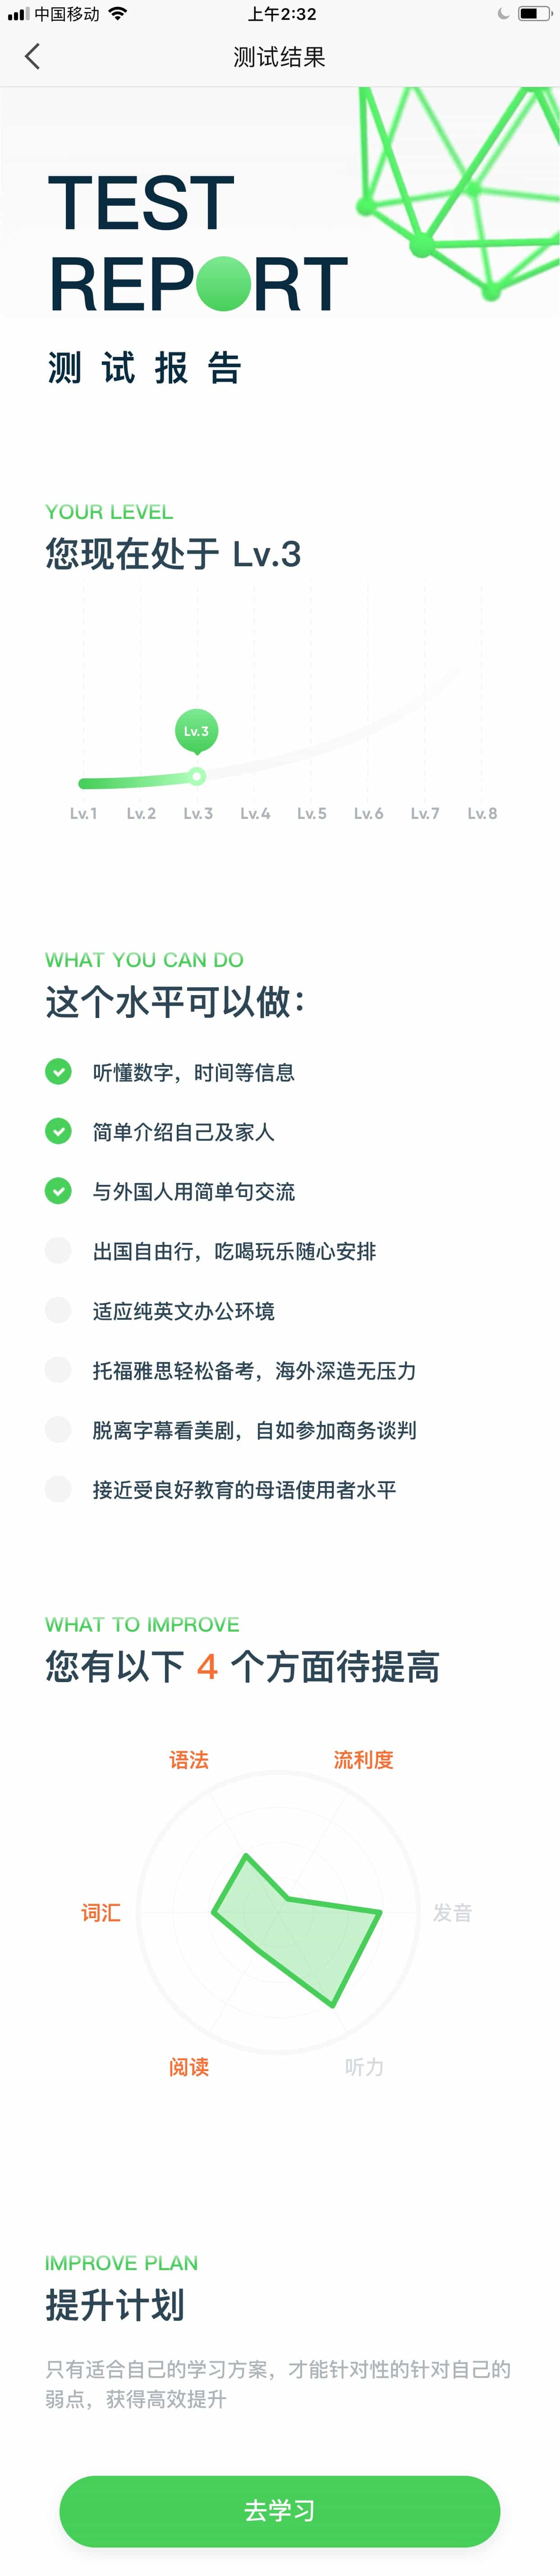 中国移动
上午2:32
测试结果
TEST
REPORT
测试报告
YOUR LEVEL
您现在处于 Lv.3
Lv.3
Lv.1 Lv.2 Lv.3 Lv.4 Lv.5 Lv.6 Lv.7 Lv.8
WHAT YOU CAN DO
这个水平可以做：
听懂数字，时间等信息
简单介绍自己及家人
与外国人用简单句交流
出国自由行，吃喝玩乐随心安排
适应纯英文办公环境
托福雅思轻松备考，海外深造无压力
脱离字幕看美剧，自如参加商务谈判
接近受良好教育的母语使用者水平
WHAT TO IMPROVE
您有以下 4 个方面待提高
语法 流利度
词汇 发音
阅读 听力
IMPROVE PLAN
提升计划
只有适合自己的学习方案，才能针对性的针对自己的
弱点，获得高效提升
去学习